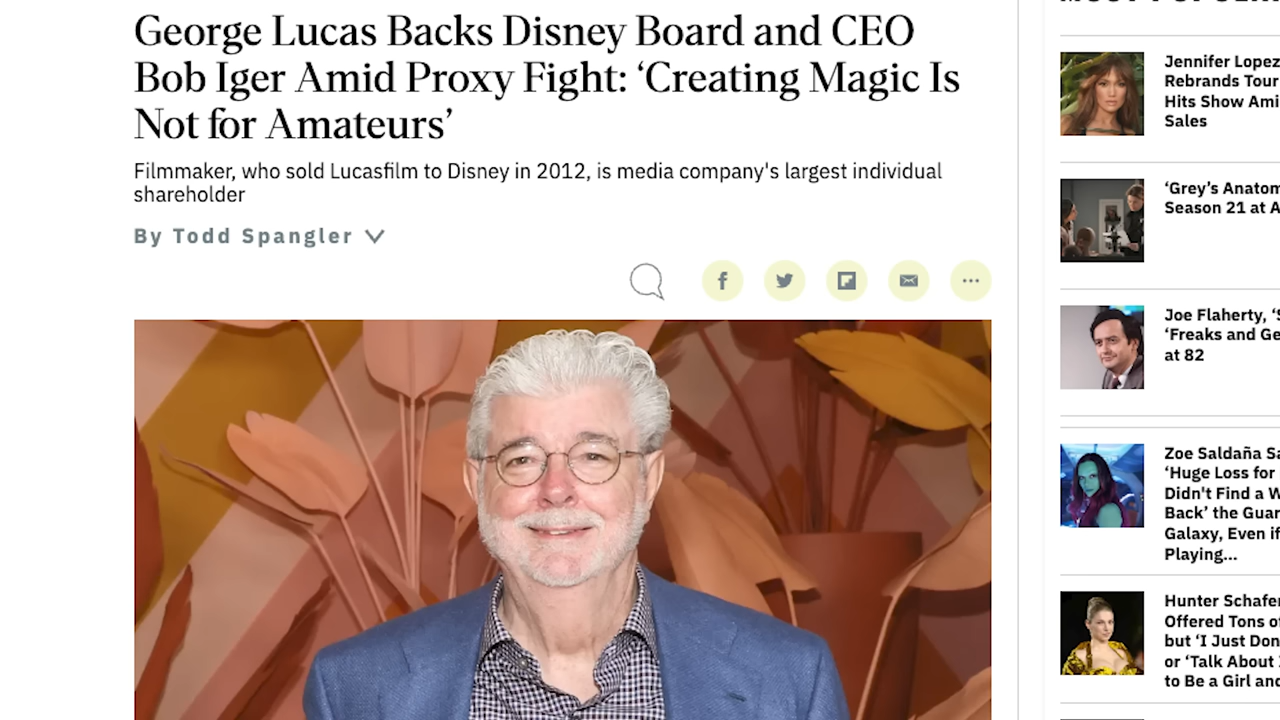 George Lucas Backs Disney Board and CEO
Bob Iger Amid Proxy Fight: ‘Creating Magic Is
Not for Amateurs’
Filmmaker, who sold Lucasfilm to Disney in 2012, is media company's largest individual
shareholder
By Todd Spangler
Jennifer Lopez
Rebrands Tour
Hits Show Ami
Sales
‘Grey’s Anatom
Season 21 at A
Joe Flaherty, ‘S
‘Freaks and Ge
at 82
Zoe Saldaña Sa
‘Huge Loss for
Didn't Find a W
Back’ the Guar
Galaxy, Even if
Playing...
Hunter Schafer
Offered Tons of
but ‘I Just Don
or ‘Talk About
to Be a Girl and